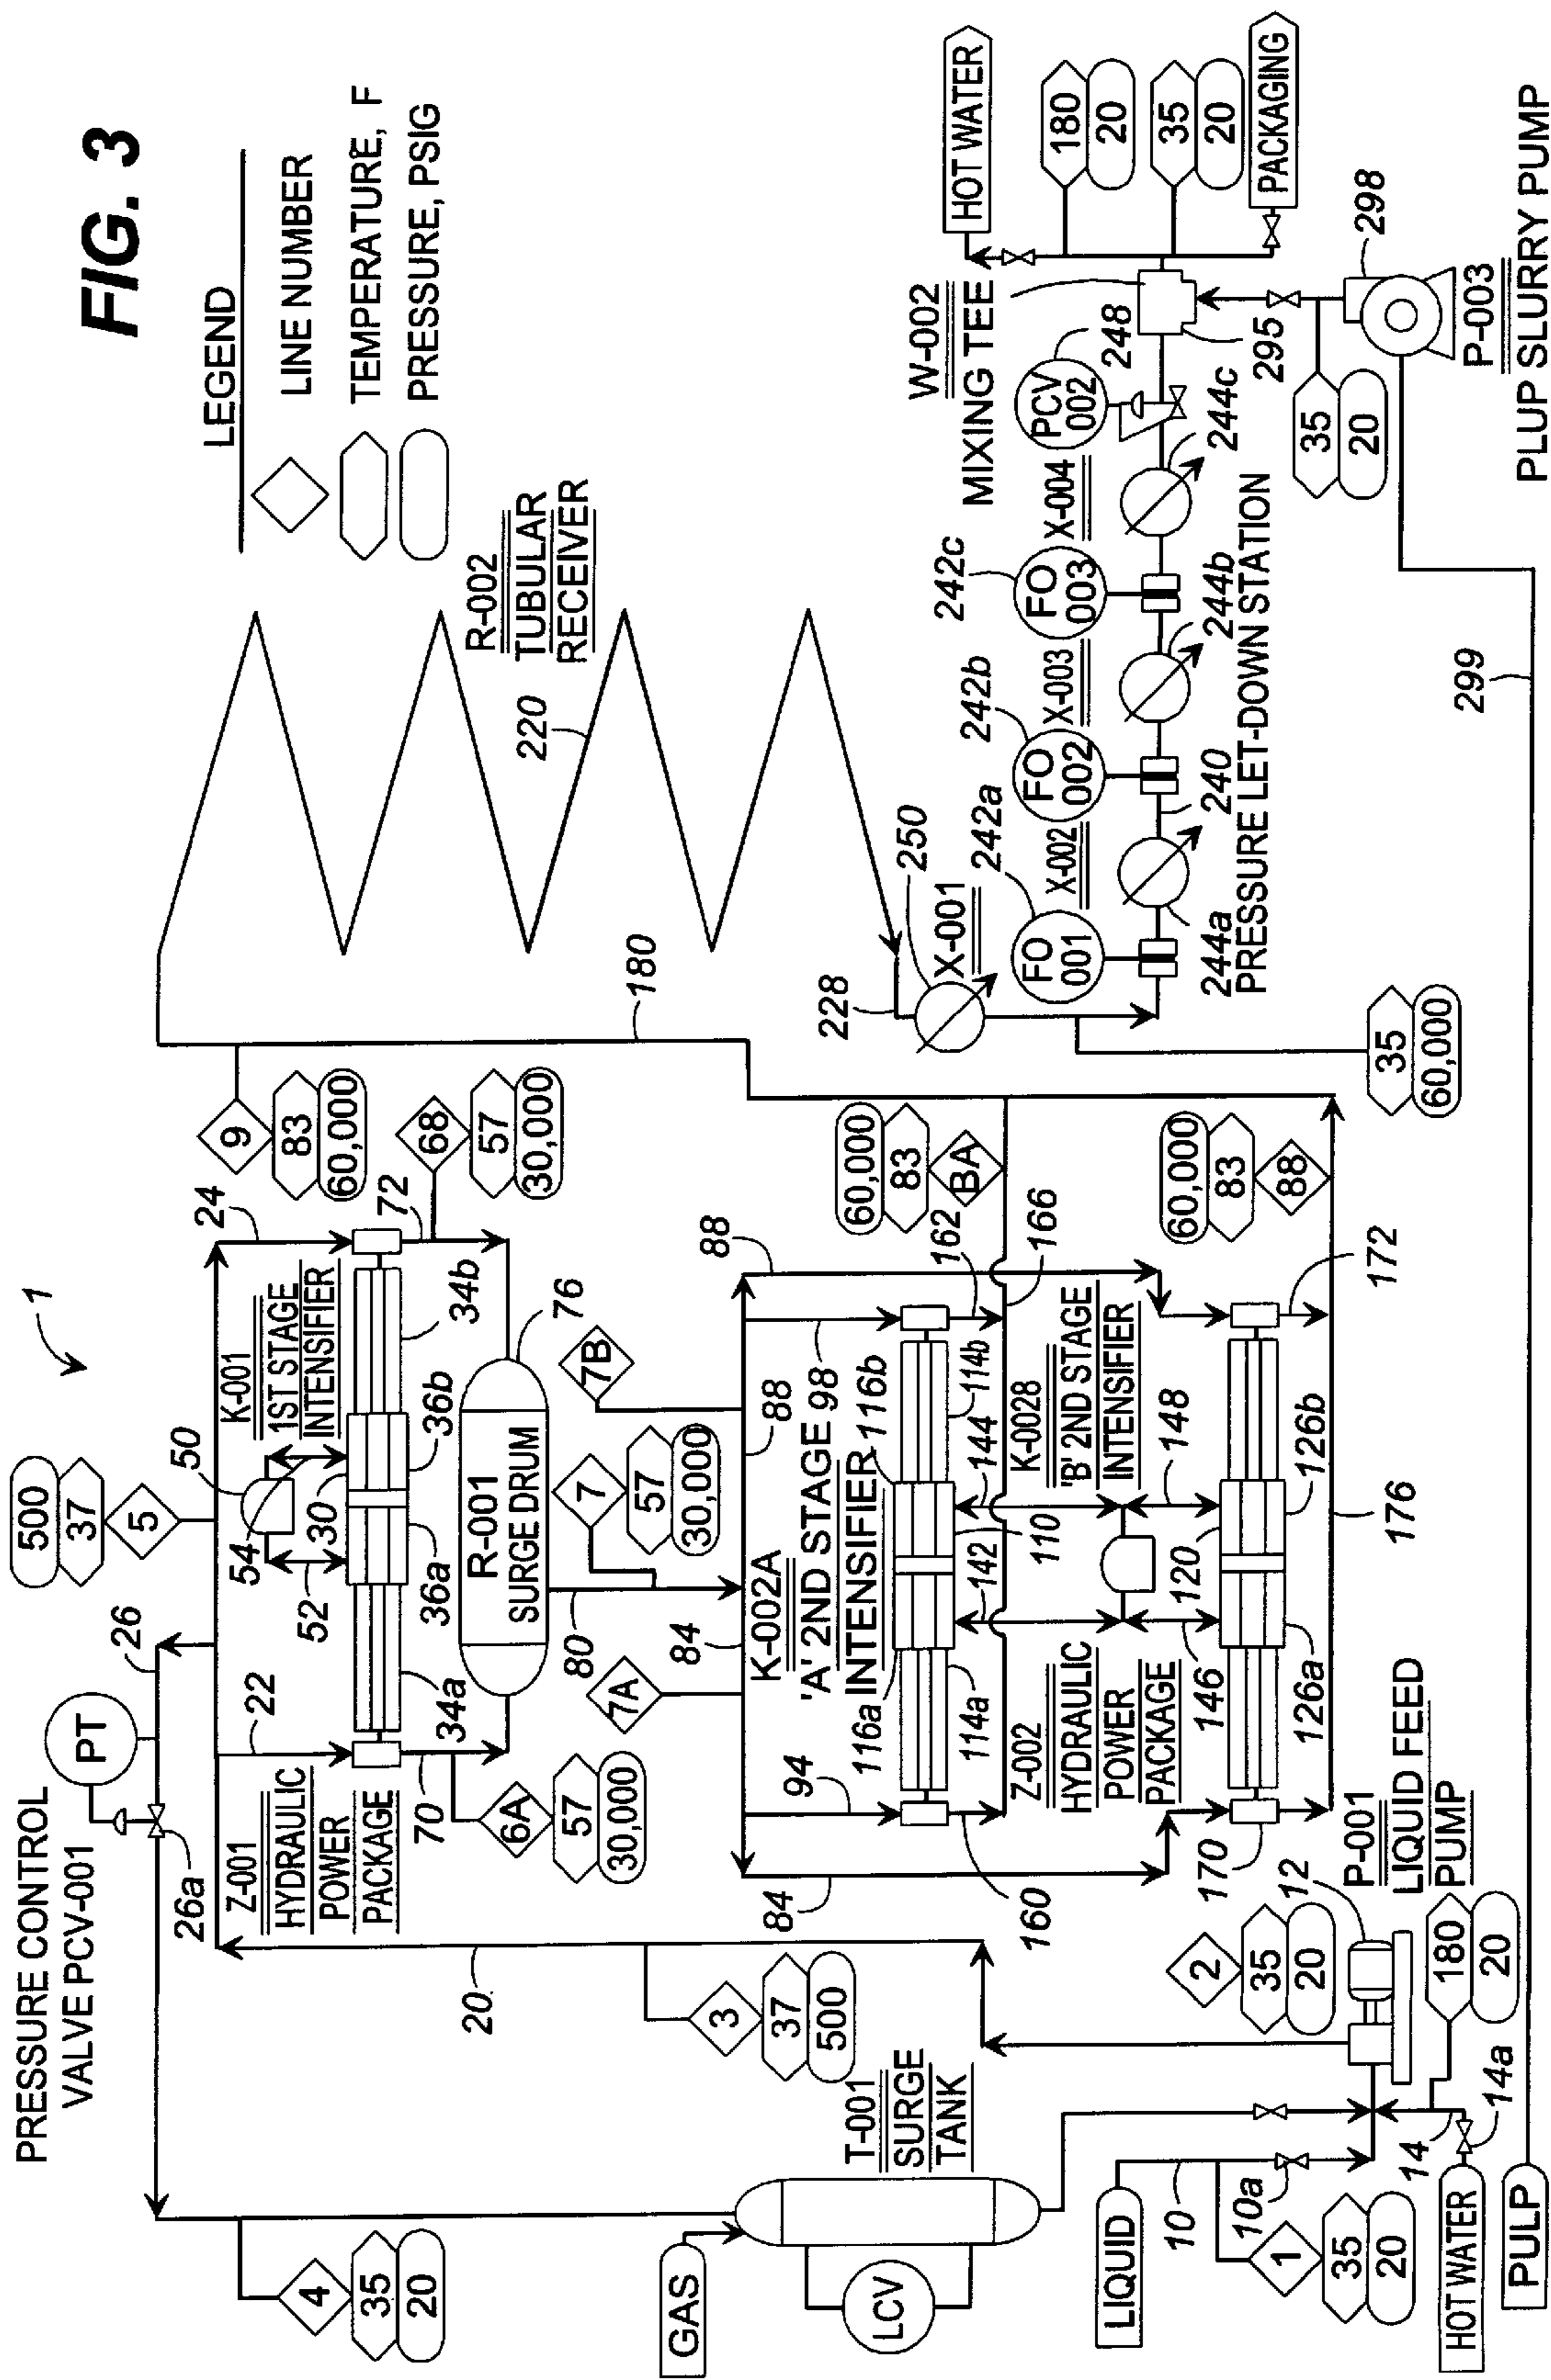 FIG. 3
LEGEND
LINE NUMBER
TEMPERATURE, F
PRESSURE, PSIG
1
PRESSURE CONTROL
VALVE PCV-001
PT
26
26a
500
37
5
50
24
22
20
Z-001
HYDRAULIC
POWER
PACKAGE
K-001
1ST STAGE
INTENSIFIER
54
52
30
36a
36b
34a
34b
70
72
6A
57
30,000
68
57
30,000
9
83
60,000
R-001
SURGE DRUM
76
80
7
57
30,000
7A
7B
84
88
88
84
94
98
K-002A
'A' 2ND STAGE
INTENSIFIER
116a
116b
114a
114b
110
142
144
160
162
166
60,000
83
BA
Z-002
HYDRAULIC
POWER
PACKAGE
K-0028
'B' 2ND STAGE
INTENSIFIER
146
148
120
126a
126b
170
172
176
60,000
83
88
180
R-002
TUBULAR
RECEIVER
220
228
250
X-001
35
60,000
FO
001
242a
X-002
244a
FO
002
242b
X-003
244b
240
FO
003
242c
X-004
244c
PCV
002
248
PRESSURE LET-DOWN STATION
W-002
MIXING TEE
295
HOT WATER
180
20
35
20
PACKAGING
35
20
298
P-003
PLUP SLURRY PUMP
299
4
35
20
3
37
500
GAS
LCV
T-001
SURGE
TANK
LIQUID
10
10a
1
35
20
2
35
20
12
P-001
LIQUID FEED
PUMP
180
20
14
14a
HOT WATER
PULP